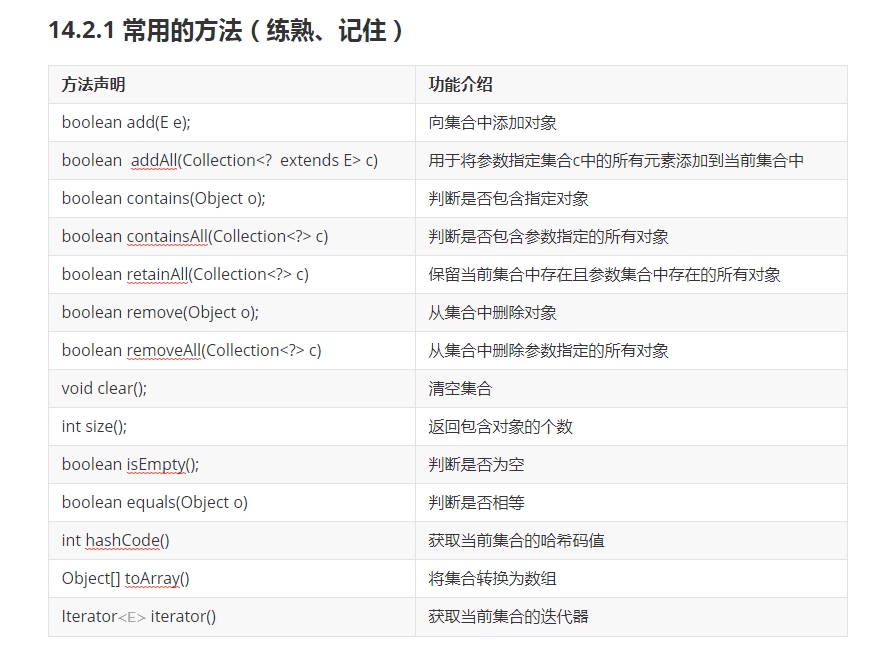 14.2.1 常用的方法（练熟、记住）
方法声明 功能介绍
boolean add(E e); 向集合中添加对象
boolean addAll(Collection<? extends E> c) 用于将参数指定集合c中的所有元素添加到当前集合中
boolean contains(Object o); 判断是否包含指定对象
boolean containsAll(Collection<?> c) 判断是否包含参数指定的所有对象
boolean retainAll(Collection<?> c) 保留当前集合中存在且参数集合中存在的所有对象
boolean remove(Object o); 从集合中删除对象
boolean removeAll(Collection<?> c) 从集合中删除参数指定的所有对象
void clear(); 清空集合
int size(); 返回包含对象的个数
boolean isEmpty(); 判断是否为空
boolean equals(Object o) 判断是否相等
int hashCode() 获取当前集合的哈希码值
Object[] toArray() 将集合转换为数组
Iterator<E> iterator() 获取当前集合的迭代器